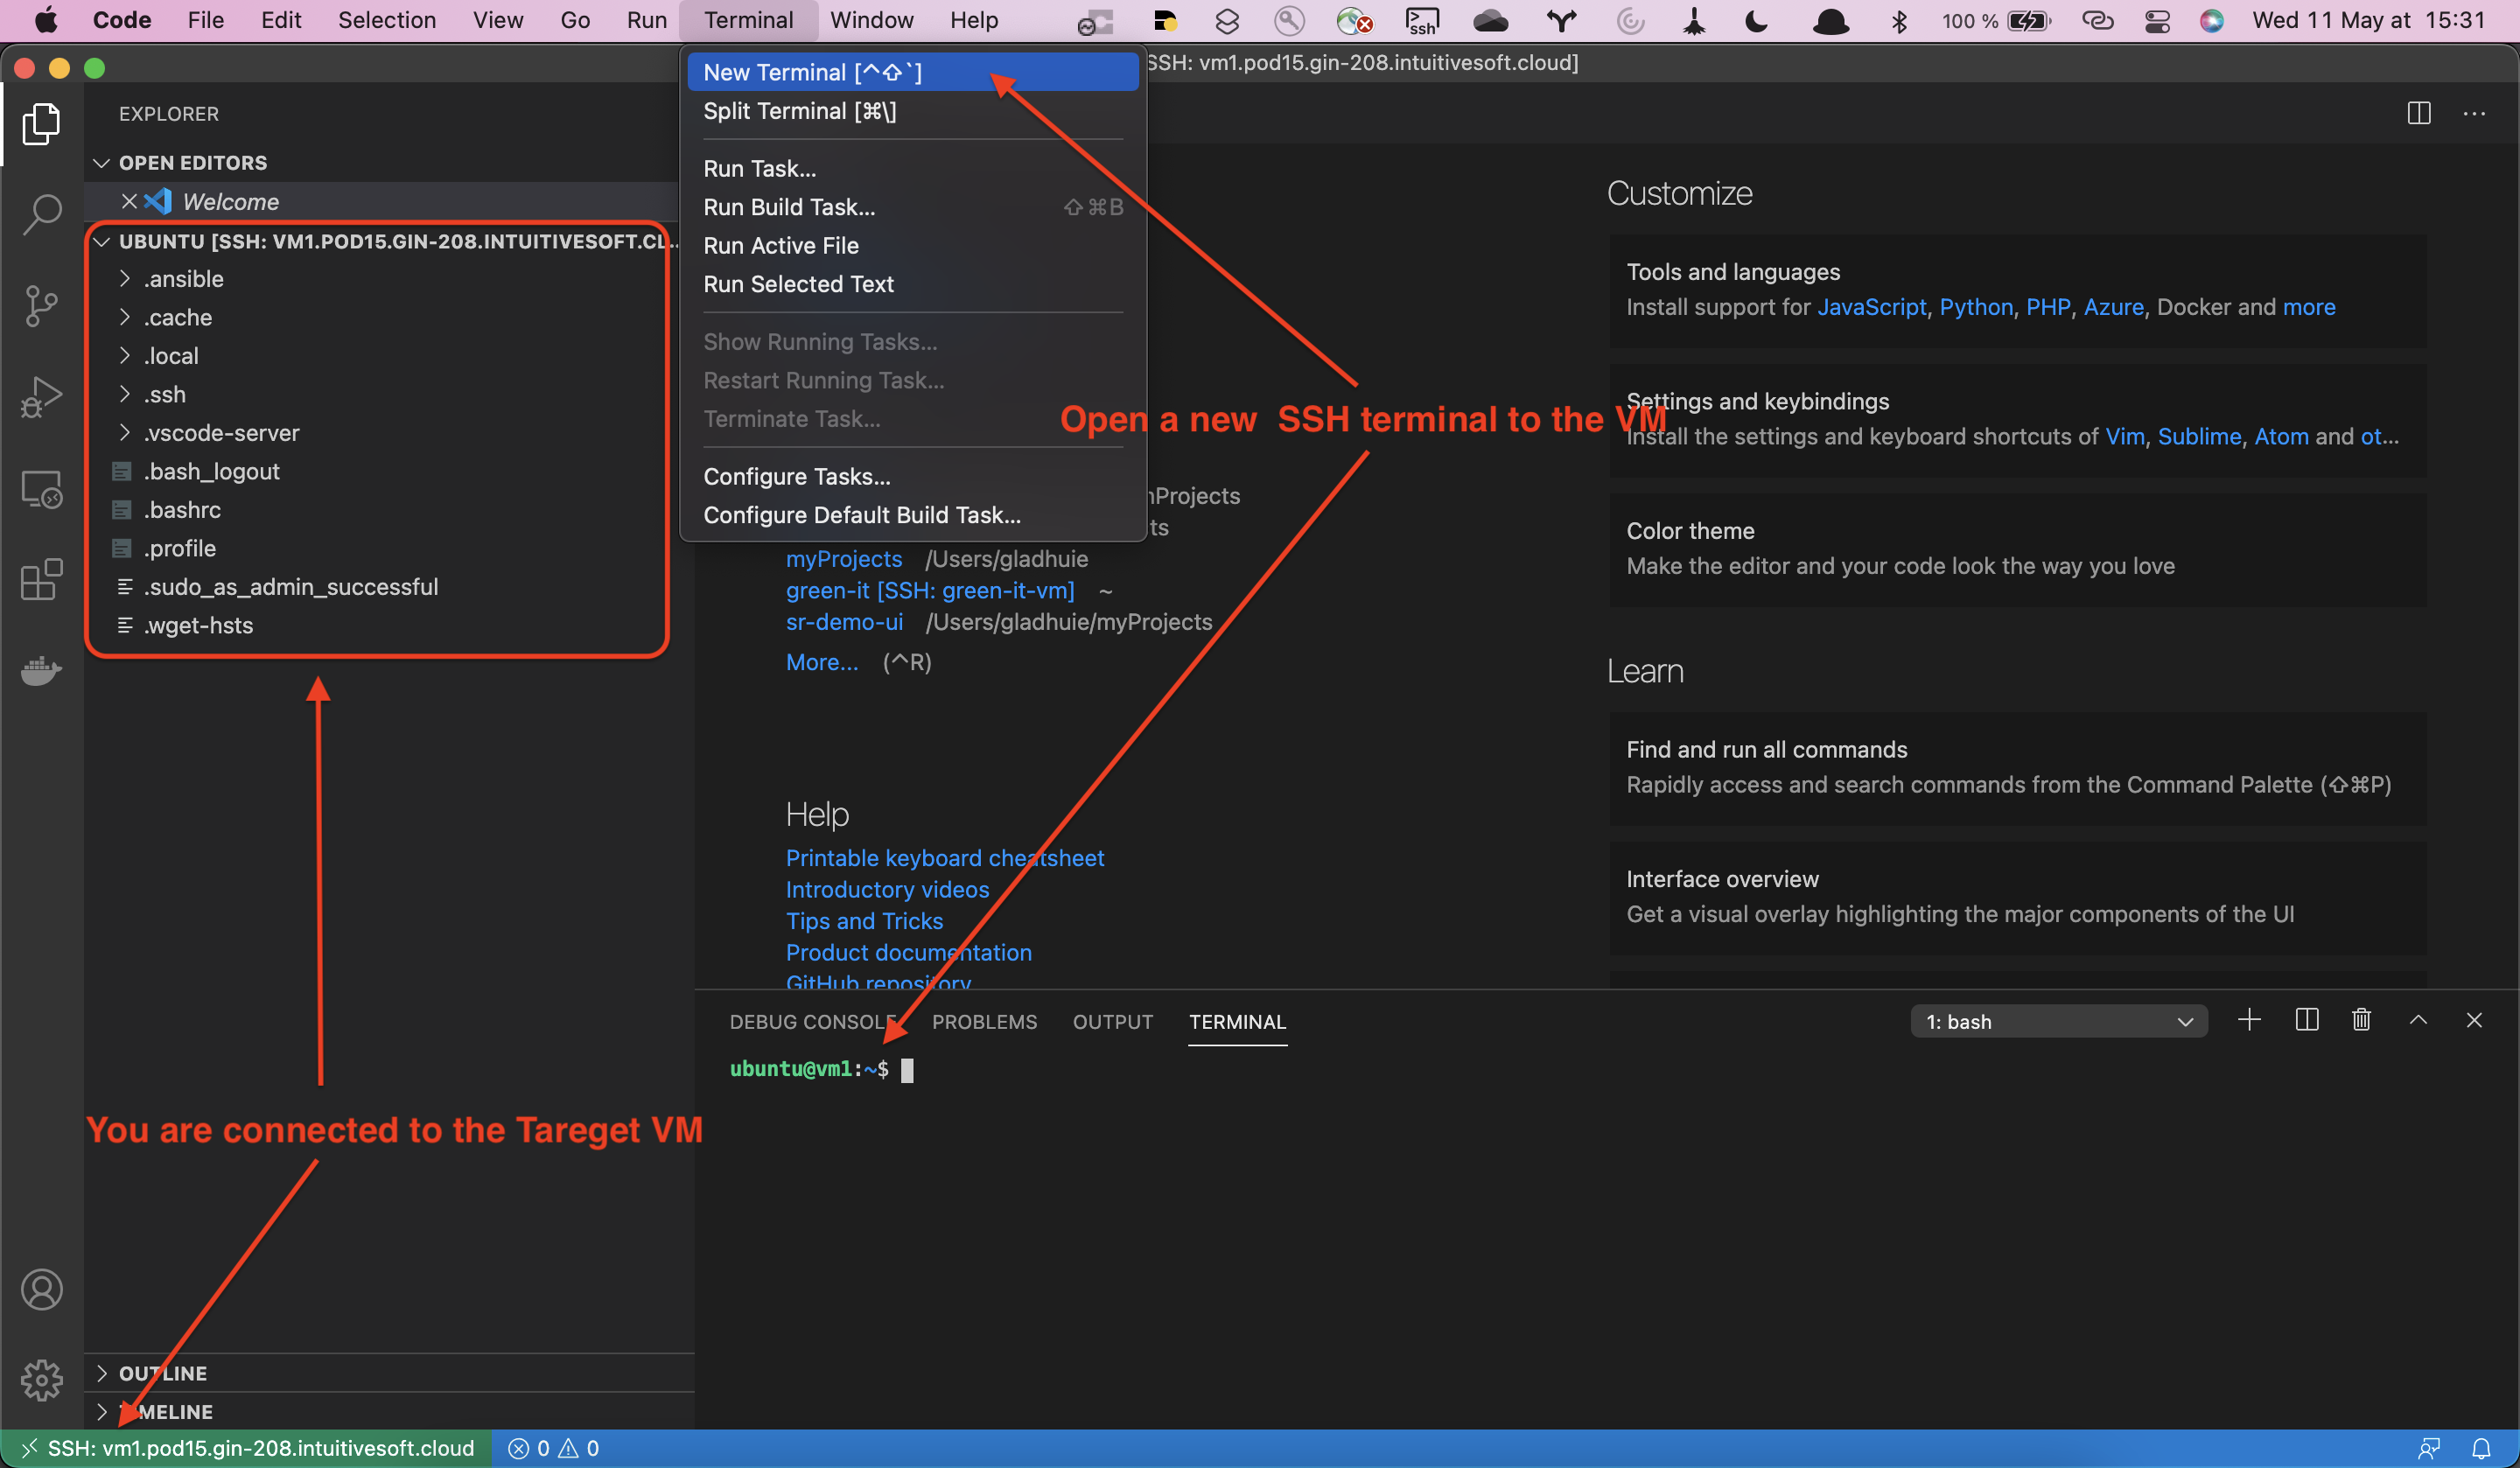 Code File Edit Selection View Go Run Terminal Window Help ssh 100 % Wed 11 May at 15:31
SSH: vm1.pod15.gin-208.intuitivesoft.cloud]
New Terminal [^⇧`]
Split Terminal [⌘\]
Run Task...
Run Build Task... ⇧⌘B
Run Active File
Run Selected Text
Show Running Tasks...
Restart Running Task...
Terminate Task...
Configure Tasks...
Configure Default Build Task...
EXPLORER
OPEN EDITORS
Welcome
UBUNTU [SSH: VM1.POD15.GIN-208.INTUITIVESOFT.CL...
.ansible
.cache
.local
.ssh
.vscode-server
.bash_logout
.bashrc
.profile
.sudo_as_admin_successful
.wget-hsts
You are connected to the Tareget VM
OUTLINE
TIMELINE
Open a new SSH terminal to the VM
nProjects
ts
myProjects /Users/gladhuie
green-it [SSH: green-it-vm] ~
sr-demo-ui /Users/gladhuie/myProjects
More... (^R)
Help
Printable keyboard cheatsheet
Introductory videos
Tips and Tricks
Product documentation
GitHub repository
Customize
Tools and languages
Install support for JavaScript, Python, PHP, Azure, Docker and more
Settings and keybindings
Install the settings and keyboard shortcuts of Vim, Sublime, Atom and ot...
Color theme
Make the editor and your code look the way you love
Learn
Find and run all commands
Rapidly access and search commands from the Command Palette (⇧⌘P)
Interface overview
Get a visual overlay highlighting the major components of the UI
DEBUG CONSOLE PROBLEMS OUTPUT TERMINAL 1: bash
ubuntu@vm1:~$
SSH: vm1.pod15.gin-208.intuitivesoft.cloud 0 0